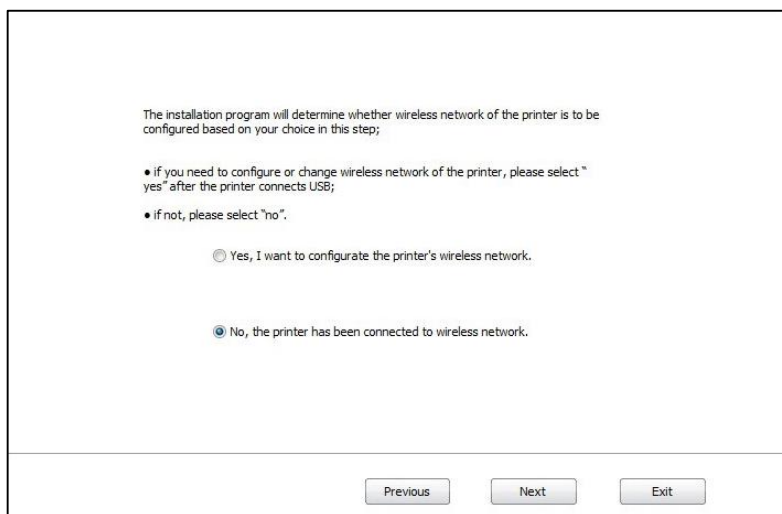 The installation program will determine whether wireless network of the printer is to be
configured based on your choice in this step;
● if you need to configure or change wireless network of the printer, please select “
yes” after the printer connects USB;
● if not, please select “no”.
Yes, I want to configurate the printer's wireless network.
No, the printer has been connected to wireless network.
Previous Next Exit